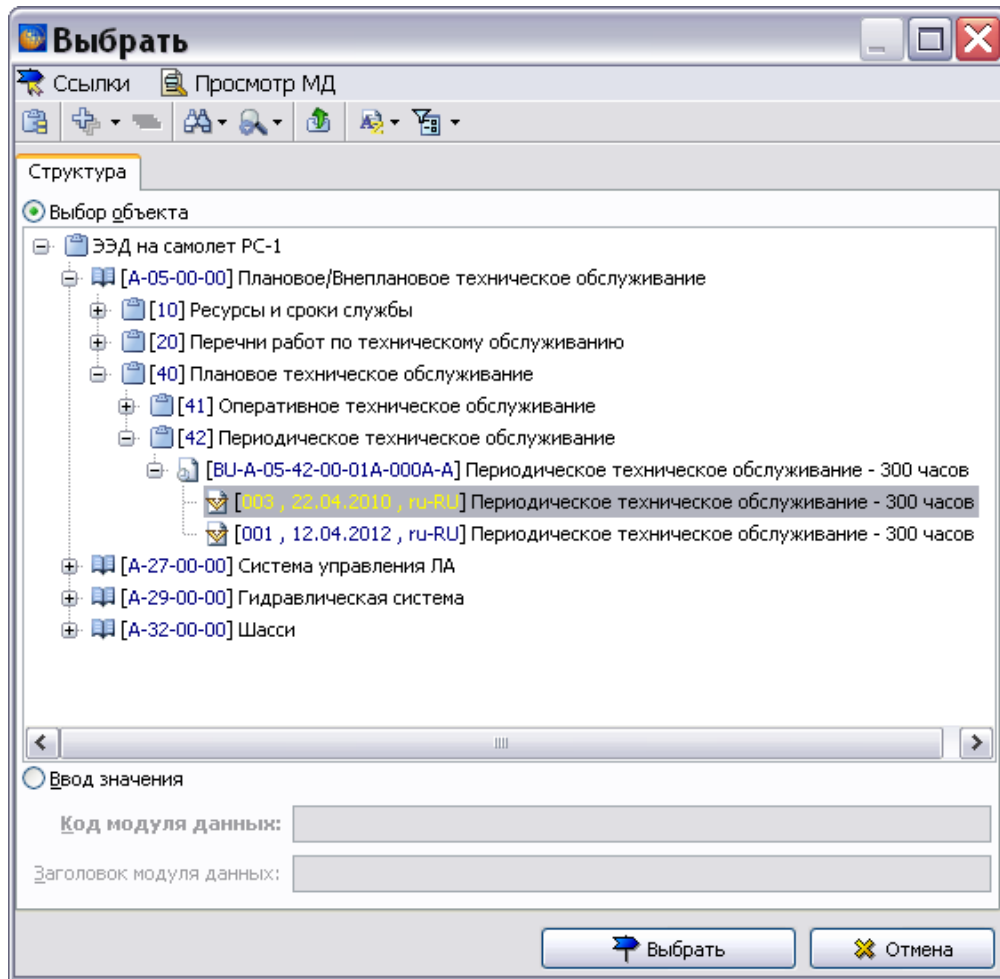 Выбрать
Ссылки Просмотр МД
Структура
Выбор объекта
ЭЭД на самолет РС-1
[A-05-00-00] Плановое/Внеплановое техническое обслуживание
[10] Ресурсы и сроки службы
[20] Перечни работ по техническому обслуживанию
[40] Плановое техническое обслуживание
[41] Оперативное техническое обслуживание
[42] Периодическое техническое обслуживание
[BU-A-05-42-00-01A-000A-A] Периодическое техническое обслуживание - 300 часов
[003 , 22.04.2010 , ru-RU] Периодическое техническое обслуживание - 300 часов
[001 , 12.04.2012 , ru-RU] Периодическое техническое обслуживание - 300 часов
[A-27-00-00] Система управления ЛА
[A-29-00-00] Гидравлическая система
[A-32-00-00] Шасси
Ввод значения
Код модуля данных:
Заголовок модуля данных:
Выбрать Отмена